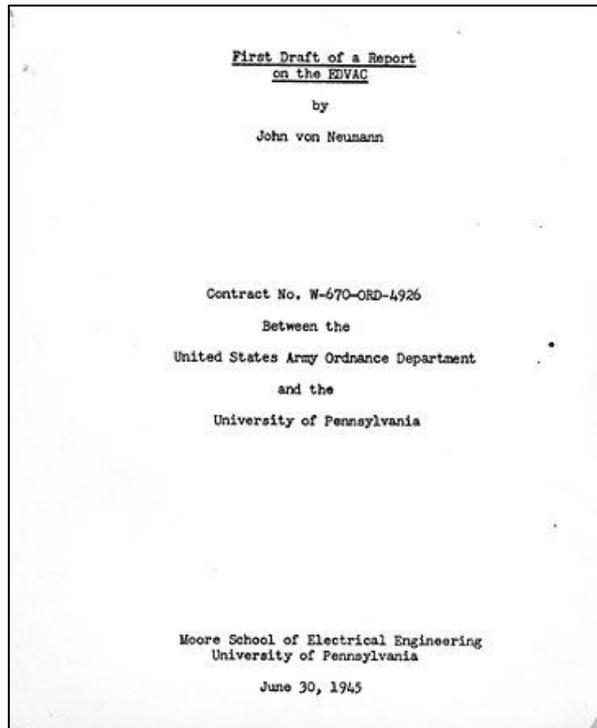 First Draft of a Report
on the EDVAC
by
John von Neumann
Contract No. W-670-ORD-4926
Between the
United States Army Ordnance Department
and the
University of Pennsylvania
Moore School of Electrical Engineering
University of Pennsylvania
June 30, 1945